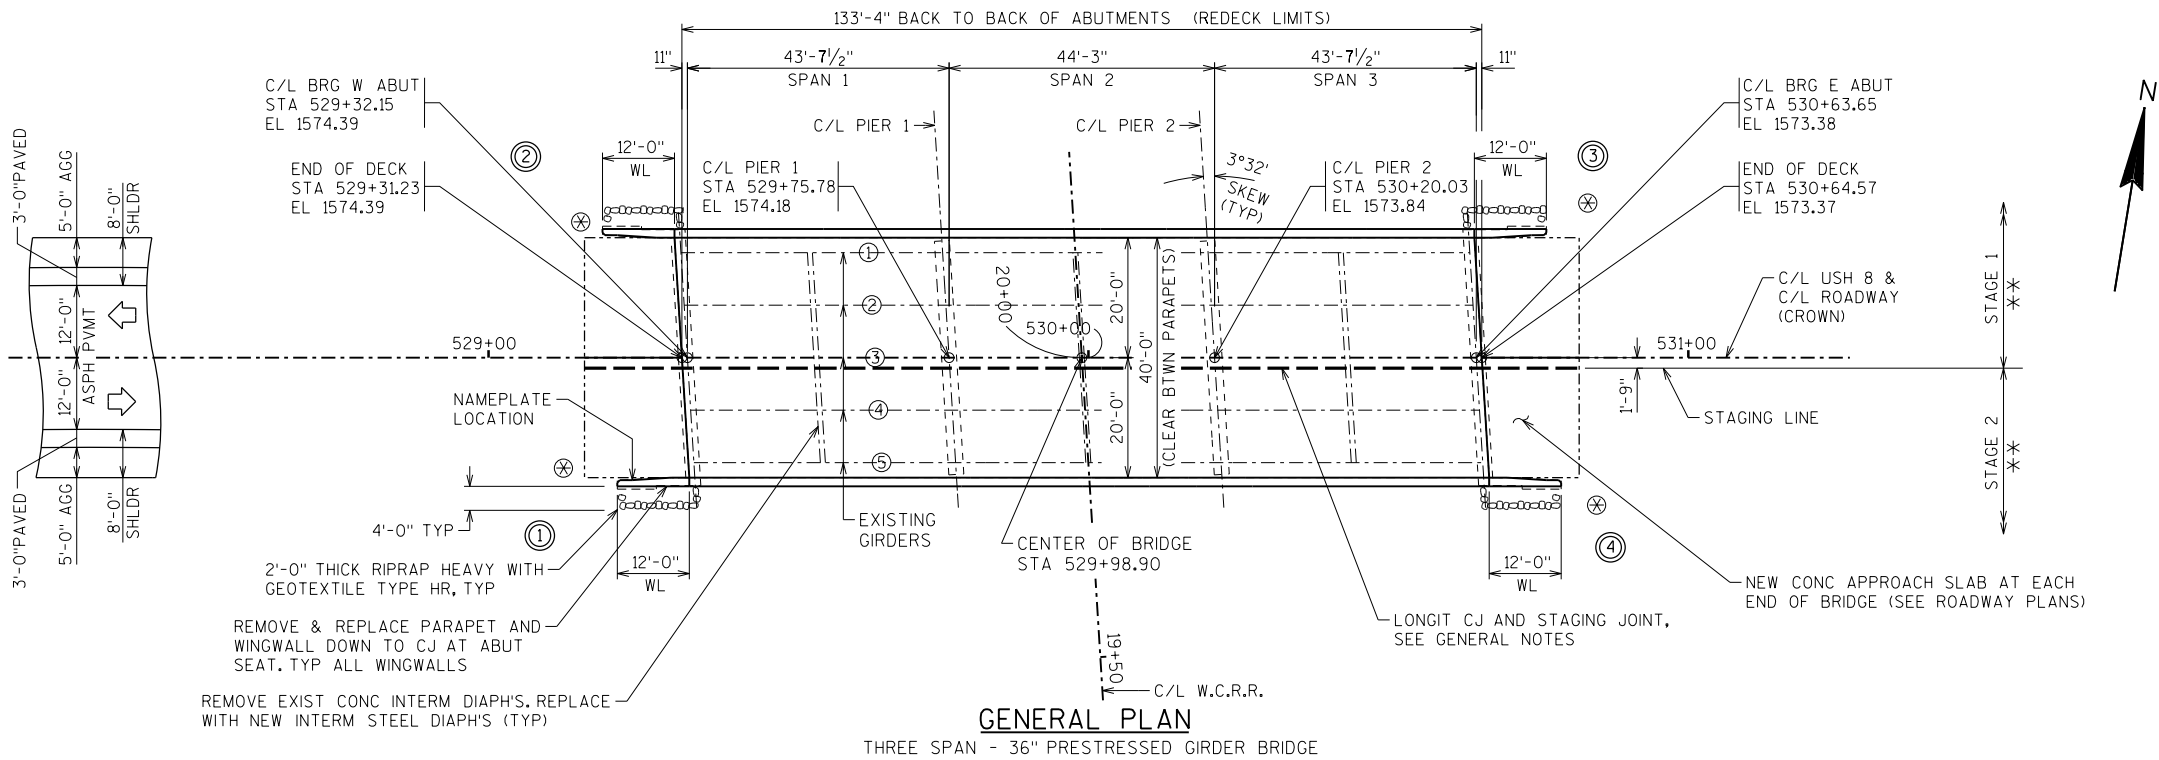 133'-4" BACK TO BACK OF ABUTMENTS (REDECK LIMITS)
11"
43'-7½"
SPAN 1
44'-3"
SPAN 2
43'-7½"
SPAN 3
11"
C/L BRG W ABUT
STA 529+32.15
EL 1574.39
END OF DECK
STA 529+31.23
EL 1574.39
2
12'-0"
WL
C/L PIER 1
C/L PIER 1
STA 529+75.78
EL 1574.18
C/L PIER 2
3°32'
SKEW
(TYP)
C/L PIER 2
STA 530+20.03
EL 1573.84
12'-0"
WL
3
C/L BRG E ABUT
STA 530+63.65
EL 1573.38
END OF DECK
STA 530+64.57
EL 1573.37
N
3'-0"PAVED
5'-0" AGG
8'-0"
SHLDR
12'-0"
12'-0"
ASPH PVMT
3'-0"PAVED
5'-0" AGG
8'-0"
SHLDR
529+00
1
2
3
4
5
20+00
530+00
20'-0"
20'-0"
40'-0"
(CLEAR BTWN PARAPETS)
531+00
C/L USH 8 &
C/L ROADWAY
(CROWN)
STAGE 1
**
STAGE 2
**
1'-9"
STAGING LINE
NAMEPLATE
LOCATION
4'-0" TYP
1
12'-0"
WL
2'-0" THICK RIPRAP HEAVY WITH
GEOTEXTILE TYPE HR, TYP
REMOVE & REPLACE PARAPET AND
WINGWALL DOWN TO CJ AT ABUT
SEAT. TYP ALL WINGWALLS
REMOVE EXIST CONC INTERM DIAPH'S. REPLACE
WITH NEW INTERM STEEL DIAPH'S (TYP)
EXISTING
GIRDERS
CENTER OF BRIDGE
STA 529+98.90
19+50
C/L W.C.R.R.
LONGIT CJ AND STAGING JOINT,
SEE GENERAL NOTES
12'-0"
WL
4
NEW CONC APPROACH SLAB AT EACH
END OF BRIDGE (SEE ROADWAY PLANS)
GENERAL PLAN
THREE SPAN - 36" PRESTRESSED GIRDER BRIDGE